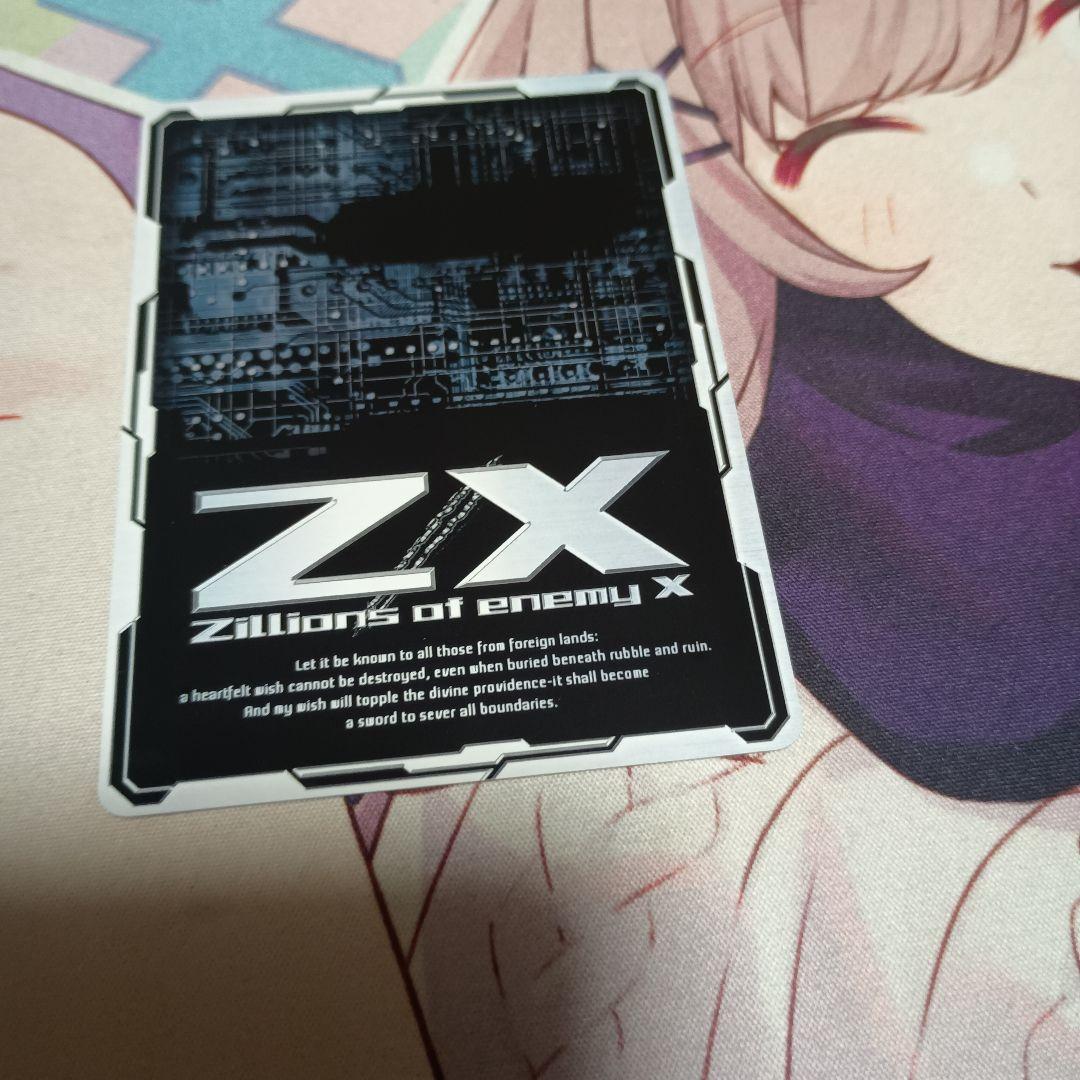 Z/X
Zillions of enemy X
Let it be known to all those from foreign lands:
a heartfelt wish cannot be destroyed, even when buried beneath rubble and ruin.
And my wish will topple the divine providence-it shall become
a sword to sever all boundaries.